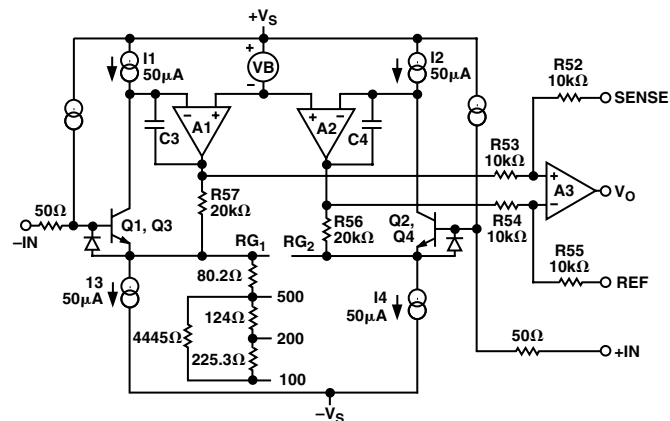 +VS
I1
50µA
+
VB
–
I2
50µA
R52
10kΩ
SENSE
C3
–
+
A1
+
–
A2
C4
R53
10kΩ
+
A3
–
VO
R57
20kΩ
R56
20kΩ
R54
10kΩ
50Ω
–IN
Q1, Q3
Q2,
Q4
RG1
RG2
R55
10kΩ
REF
80.2Ω
13
50µA
500
I4
50µA
4445Ω
124Ω
200
50Ω
+IN
225.3Ω
100
–VS